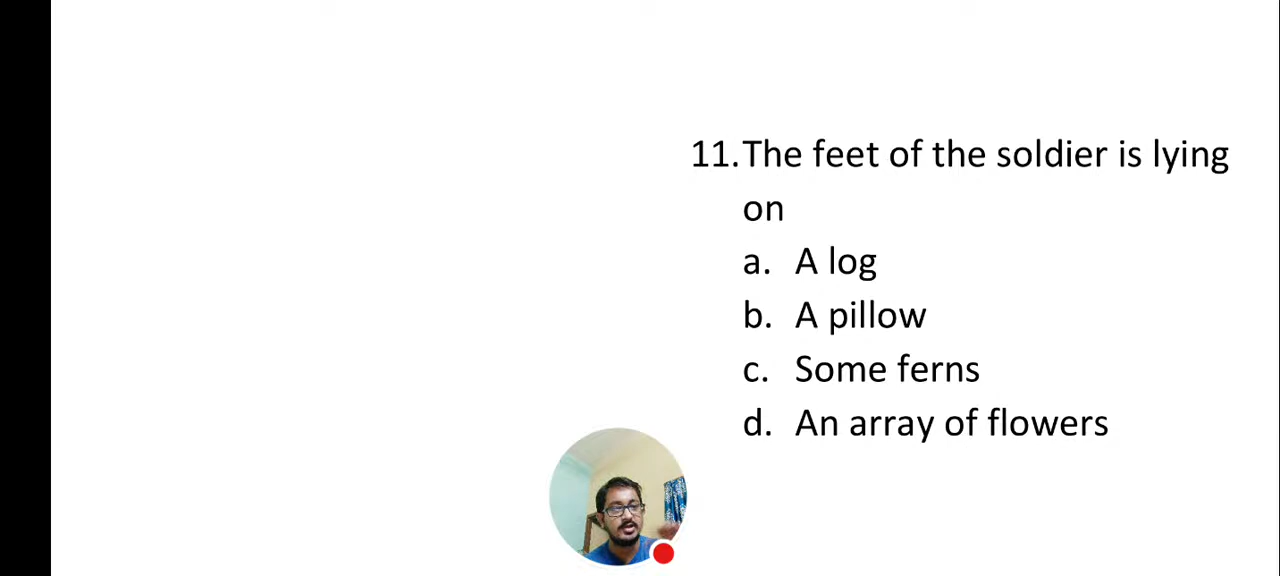 11. The feet of the soldier is lying
on
a. A log
b. A pillow
c. Some ferns
d. An array of flowers